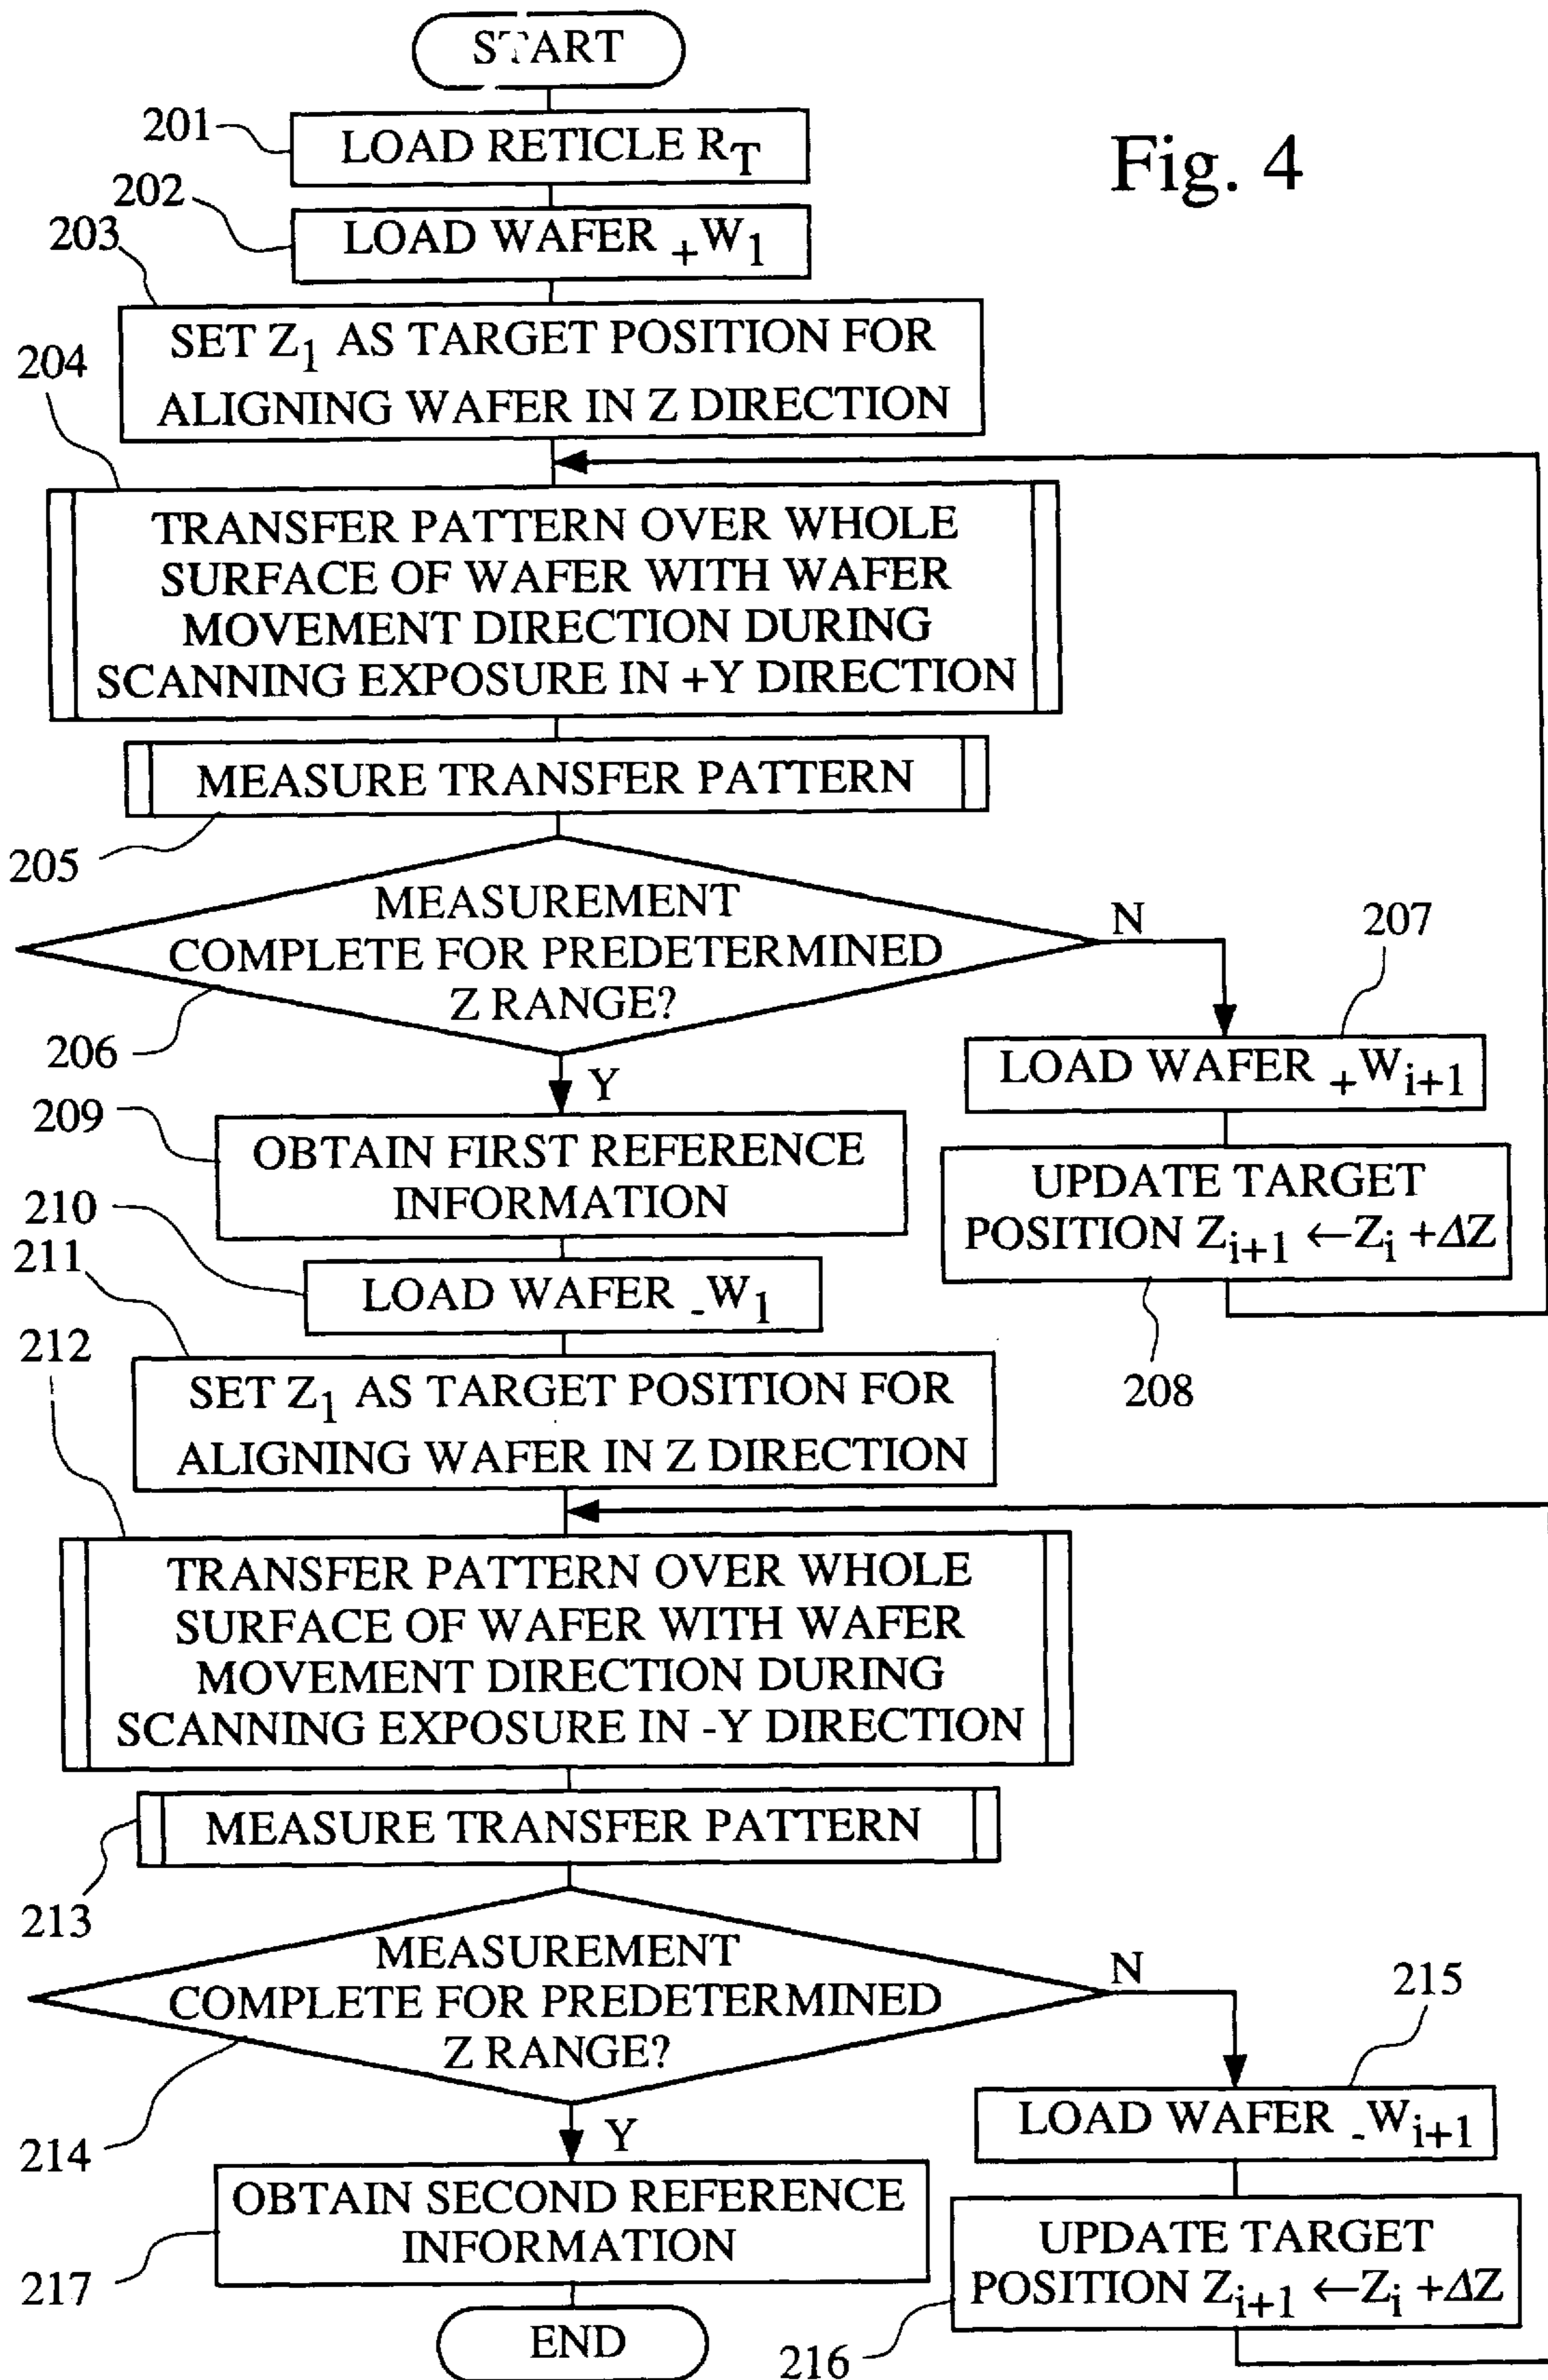 START
Fig. 4
201
LOAD RETICLE RT
202
LOAD WAFER +W1
203
SET Z1 AS TARGET POSITION FOR
ALIGNING WAFER IN Z DIRECTION
204
TRANSFER PATTERN OVER WHOLE
SURFACE OF WAFER WITH WAFER
MOVEMENT DIRECTION DURING
SCANNING EXPOSURE IN +Y DIRECTION
MEASURE TRANSFER PATTERN
205
MEASUREMENT
COMPLETE FOR PREDETERMINED
Z RANGE?
206
N
207
LOAD WAFER +Wi+1
UPDATE TARGET
POSITION Zi+1 ←Zi +ΔZ
208
Y
209
OBTAIN FIRST REFERENCE
INFORMATION
210
LOAD WAFER -W1
211
SET Z1 AS TARGET POSITION FOR
ALIGNING WAFER IN Z DIRECTION
212
TRANSFER PATTERN OVER WHOLE
SURFACE OF WAFER WITH WAFER
MOVEMENT DIRECTION DURING
SCANNING EXPOSURE IN -Y DIRECTION
MEASURE TRANSFER PATTERN
213
MEASUREMENT
COMPLETE FOR PREDETERMINED
Z RANGE?
214
N
215
LOAD WAFER -Wi+1
UPDATE TARGET
POSITION Zi+1 ←Zi +ΔZ
216
Y
OBTAIN SECOND REFERENCE
INFORMATION
217
END